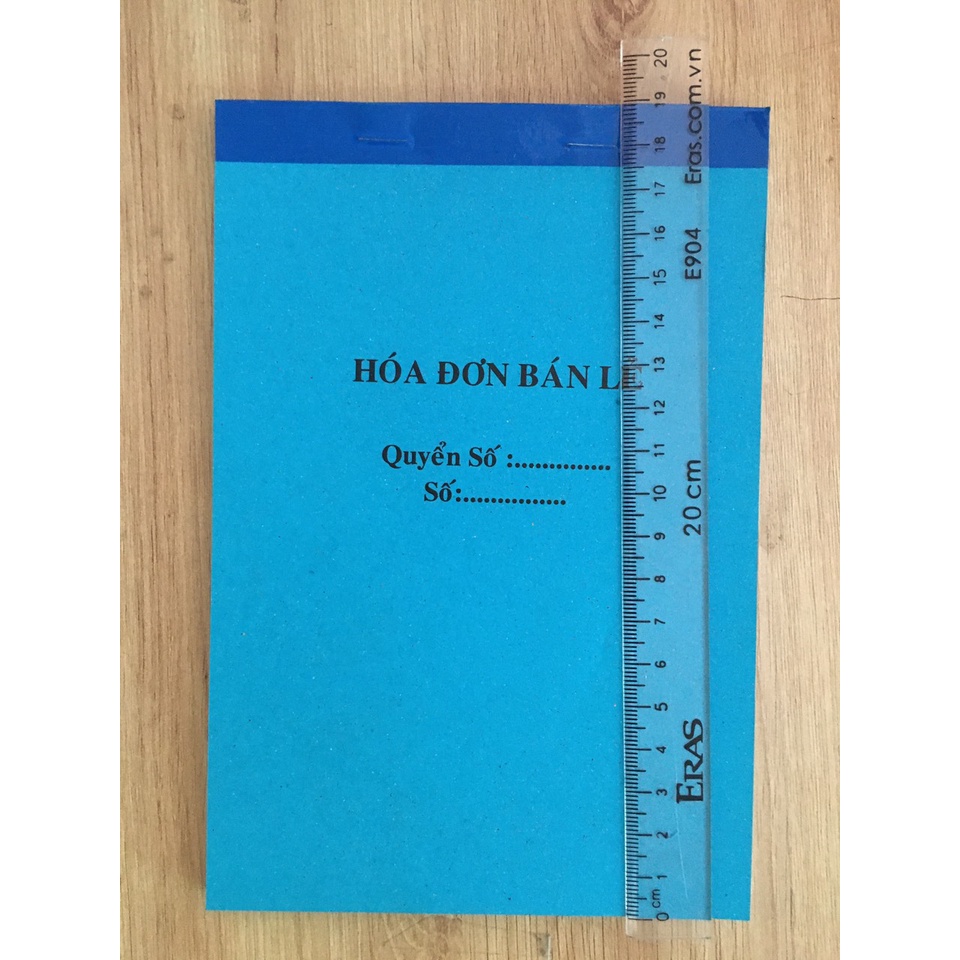 HÓA ĐƠN BÁN L
Quyển Số :...............
Số:................
20 19 18 17 16 15 14 13 12 11 10 9 8 7 6 5 4 3 2 1 0 cm
ERAS 20 cm E904 Eras.com.vn